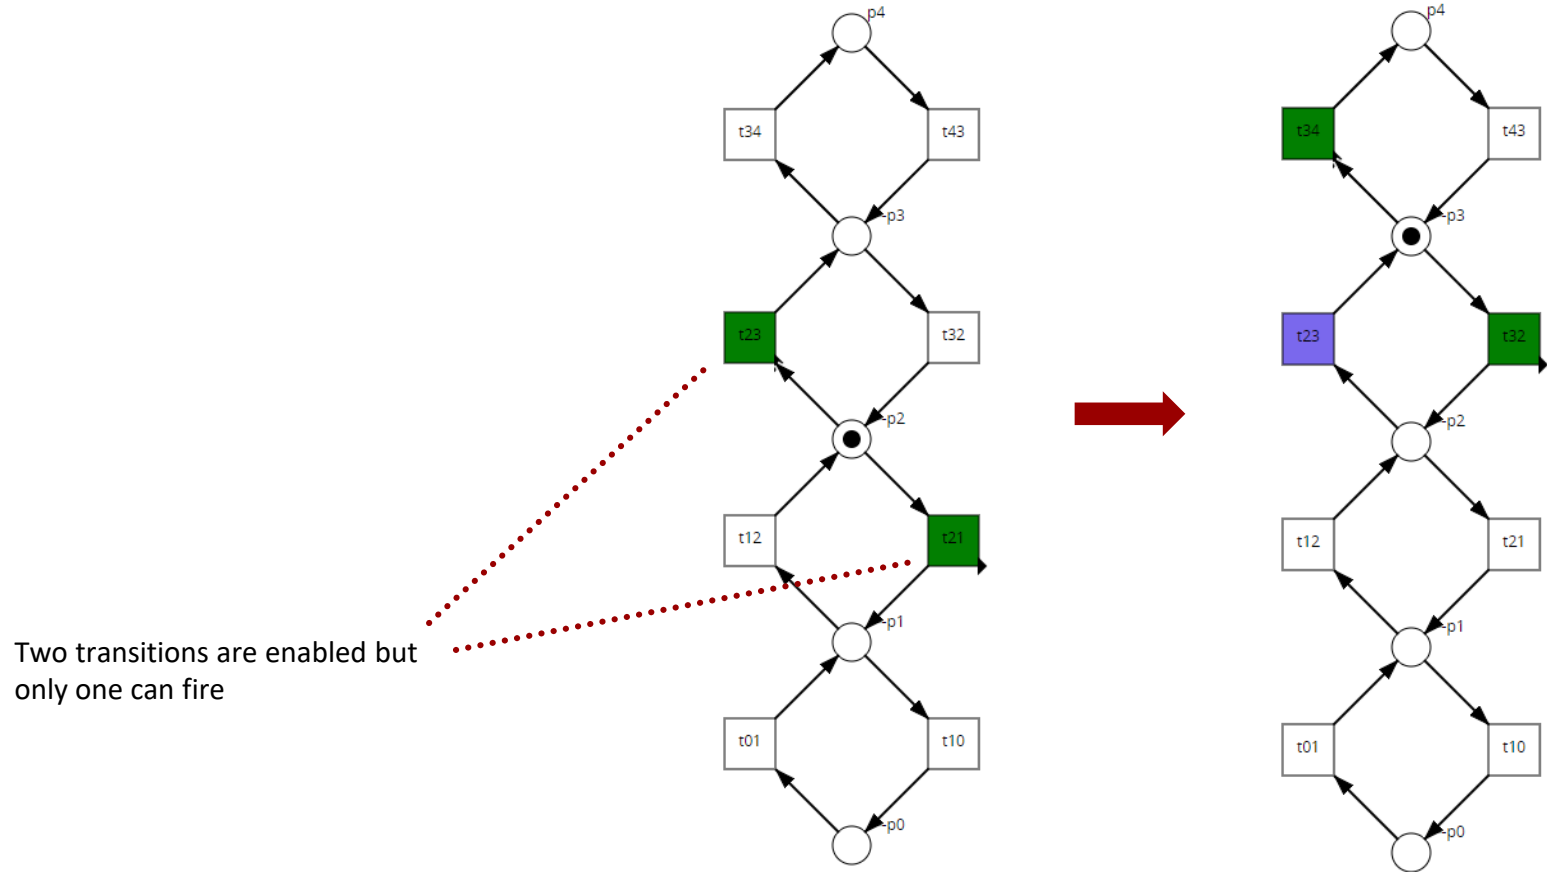 p4
t34
t43
-p3
t23
t32
-p2
t12
t21
-p1
t01
t10
-p0
Two transitions are enabled but
only one can fire
p4
t34
t43
-p3
t23
t32
-p2
t12
t21
-p1
t01
t10
-p0